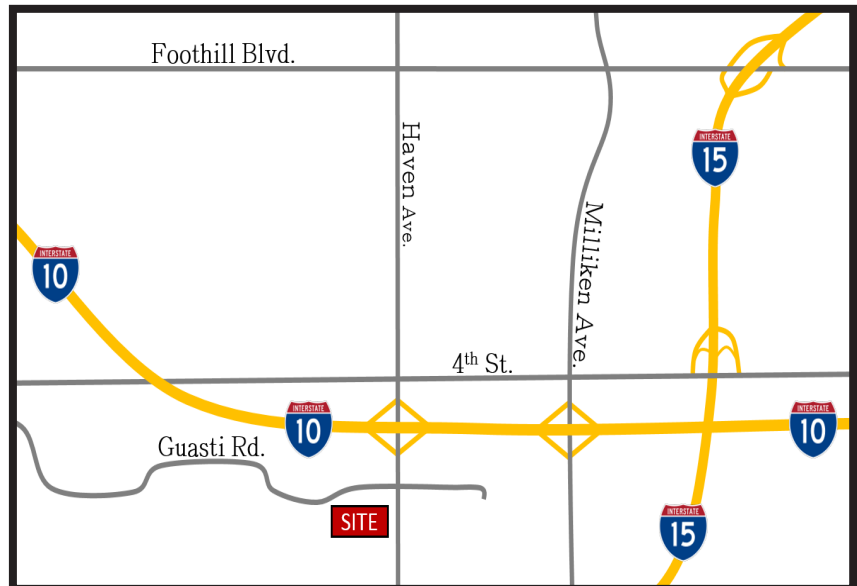 Foothill Blvd.
Haven Ave.
INTERSTATE
15
Milliken Ave.
INTERSTATE
10
4th St.
INTERSTATE
10
INTERSTATE
10
Guasti Rd.
SITE
INTERSTATE
15